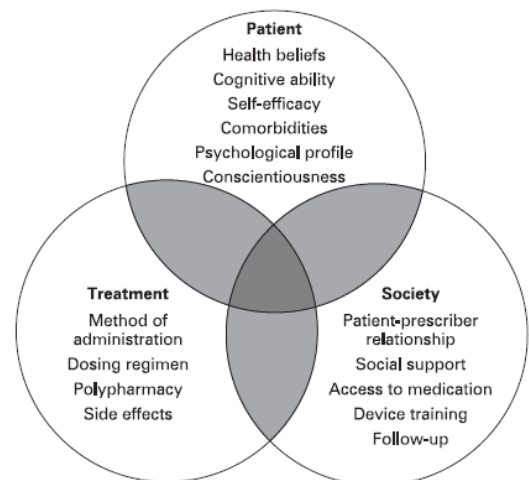 Patient
Health beliefs
Cognitive ability
Self-efficacy
Comorbidities
Psychological profile
Conscientiousness
Treatment
Method of
administration
Dosing regimen
Polypharmacy
Side effects
Society
Patient-prescriber
relationship
Social support
Access to medication
Device training
Follow-up